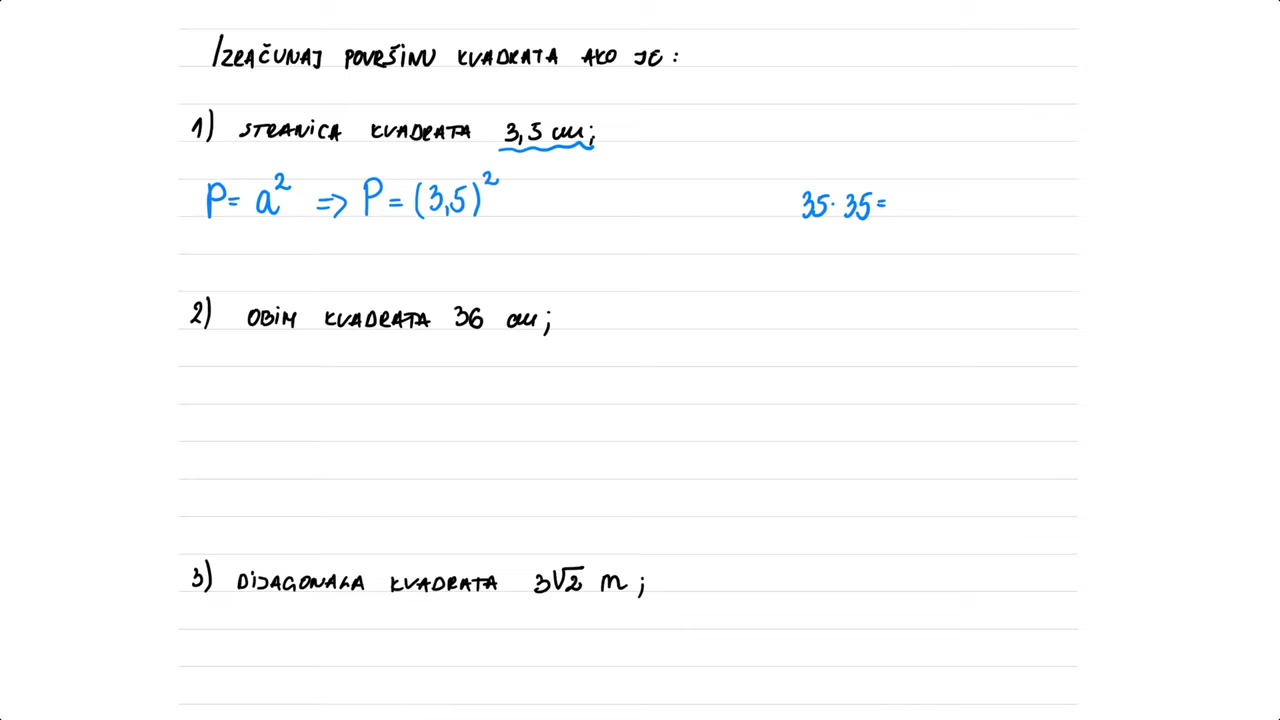 IZRAČUNAJ POVRŠINU KVADRATA AKO JE:
1) STRANICA KVADRATA 3,5 cm;
P = a² => P = (3,5)² 35·35=
2) OBIM KVADRATA 36 cm;
3) DIJAGONALA KVADRATA 3√2 m;